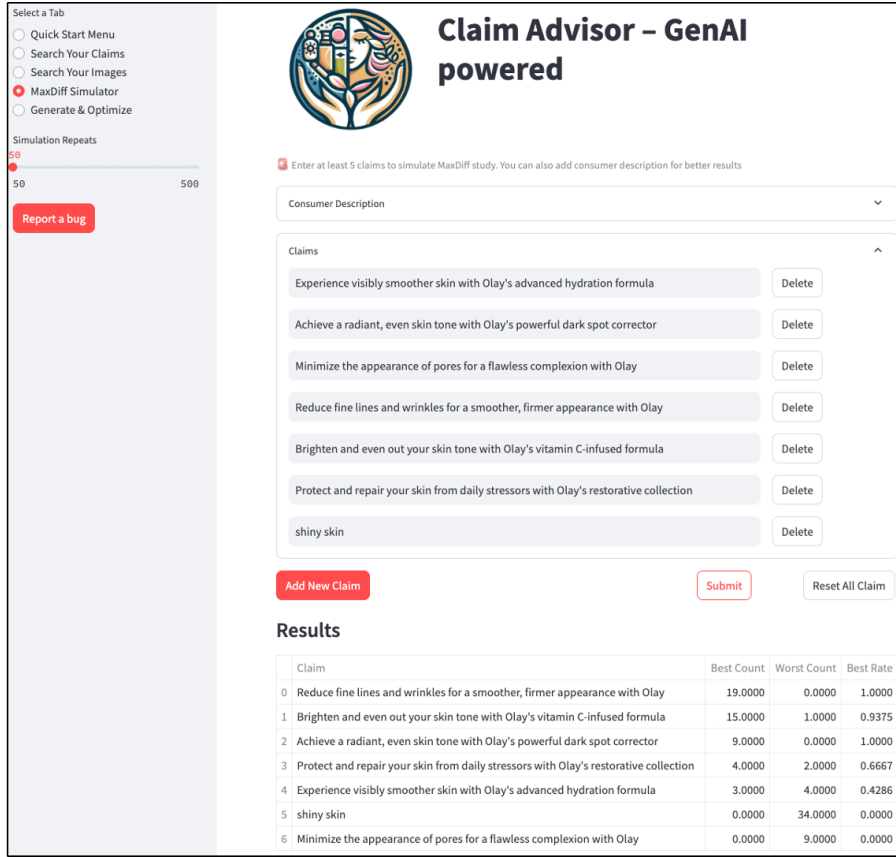 Select a Tab
Quick Start Menu
Search Your Claims
Search Your Images
MaxDiff Simulator
Generate & Optimize
Simulation Repeats
50
50 500
Report a bug
Claim Advisor – GenAI
powered
Enter at least 5 claims to simulate MaxDiff study. You can also add consumer description for better results
Consumer Description
Claims
Experience visibly smoother skin with Olay's advanced hydration formula Delete
Achieve a radiant, even skin tone with Olay's powerful dark spot corrector Delete
Minimize the appearance of pores for a flawless complexion with Olay Delete
Reduce fine lines and wrinkles for a smoother, firmer appearance with Olay Delete
Brighten and even out your skin tone with Olay's vitamin C-infused formula Delete
Protect and repair your skin from daily stressors with Olay's restorative collection Delete
shiny skin Delete
Add New Claim Submit Reset All Claim
Results
Claim Best Count Worst Count Best Rate
0 Reduce fine lines and wrinkles for a smoother, firmer appearance with Olay 19.0000 0.0000 1.0000
1 Brighten and even out your skin tone with Olay's vitamin C-infused formula 15.0000 1.0000 0.9375
2 Achieve a radiant, even skin tone with Olay's powerful dark spot corrector 9.0000 0.0000 1.0000
3 Protect and repair your skin from daily stressors with Olay's restorative collection 4.0000 2.0000 0.6667
4 Experience visibly smoother skin with Olay's advanced hydration formula 3.0000 4.0000 0.4286
5 shiny skin 0.0000 34.0000 0.0000
6 Minimize the appearance of pores for a flawless complexion with Olay 0.0000 9.0000 0.0000